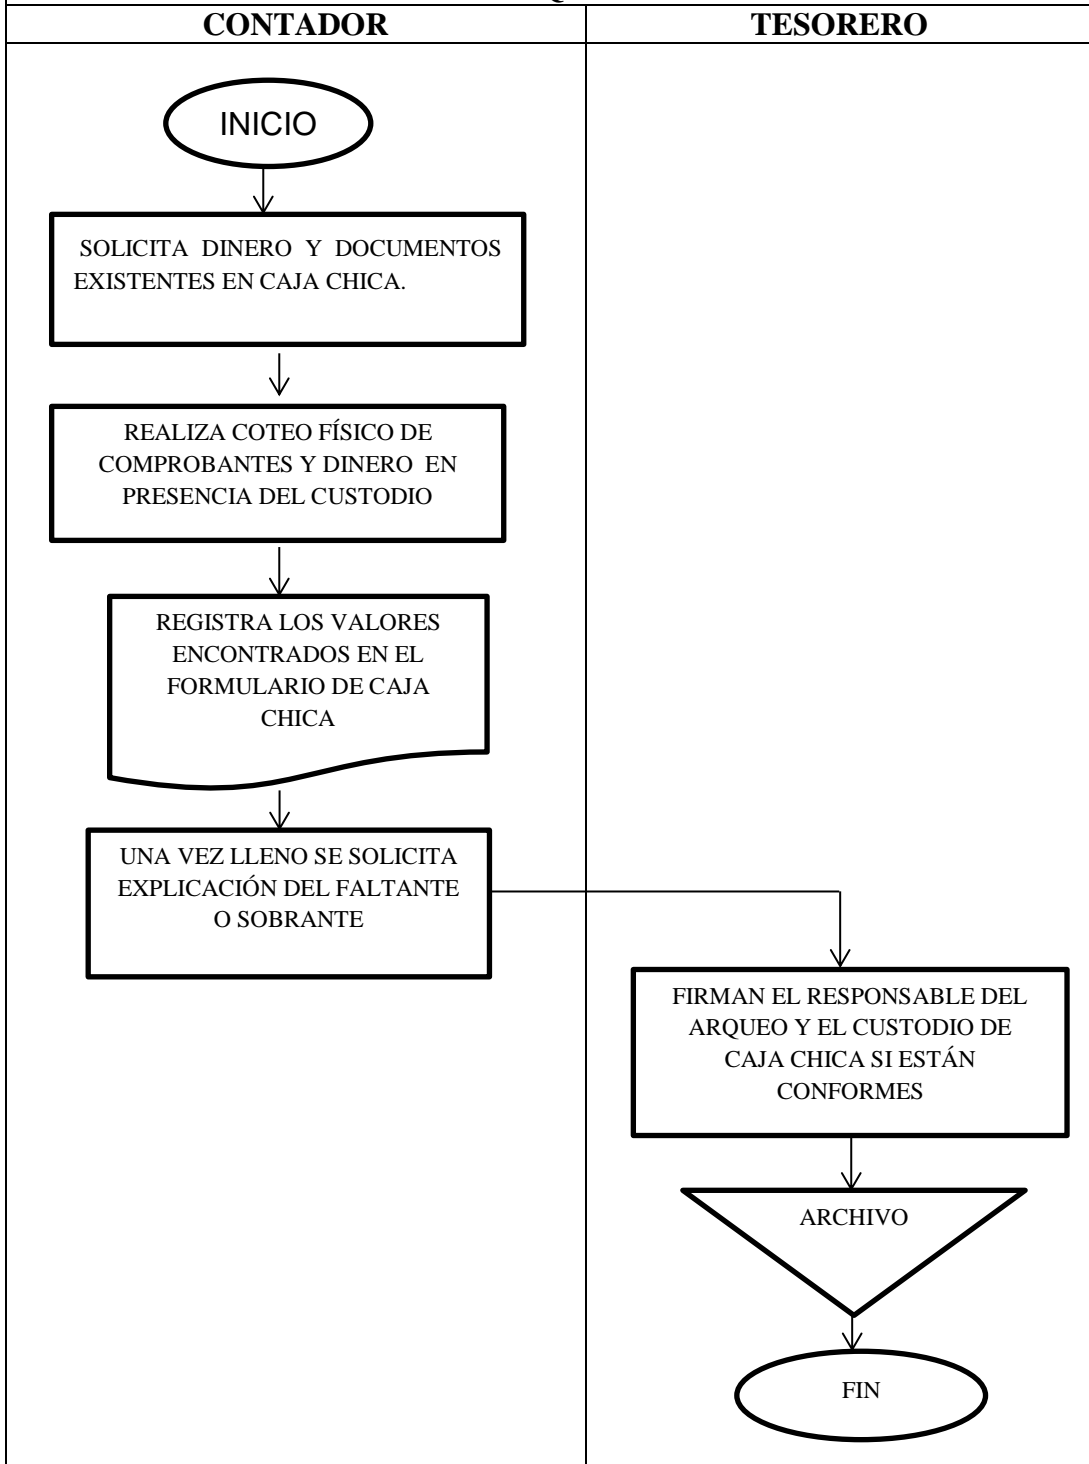 CONTADOR
TESORERO
INICIO
SOLICITA DINERO Y DOCUMENTOS
EXISTENTES EN CAJA CHICA.
REALIZA COTEO FÍSICO DE
COMPROBANTES Y DINERO EN
PRESENCIA DEL CUSTODIO
REGISTRA LOS VALORES
ENCONTRADOS EN EL
FORMULARIO DE CAJA
CHICA
UNA VEZ LLENO SE SOLICITA
EXPLICACIÓN DEL FALTANTE
O SOBRANTE
FIRMAN EL RESPONSABLE DEL
ARQUEO Y EL CUSTODIO DE
CAJA CHICA SI ESTÁN
CONFORMES
ARCHIVO
FIN